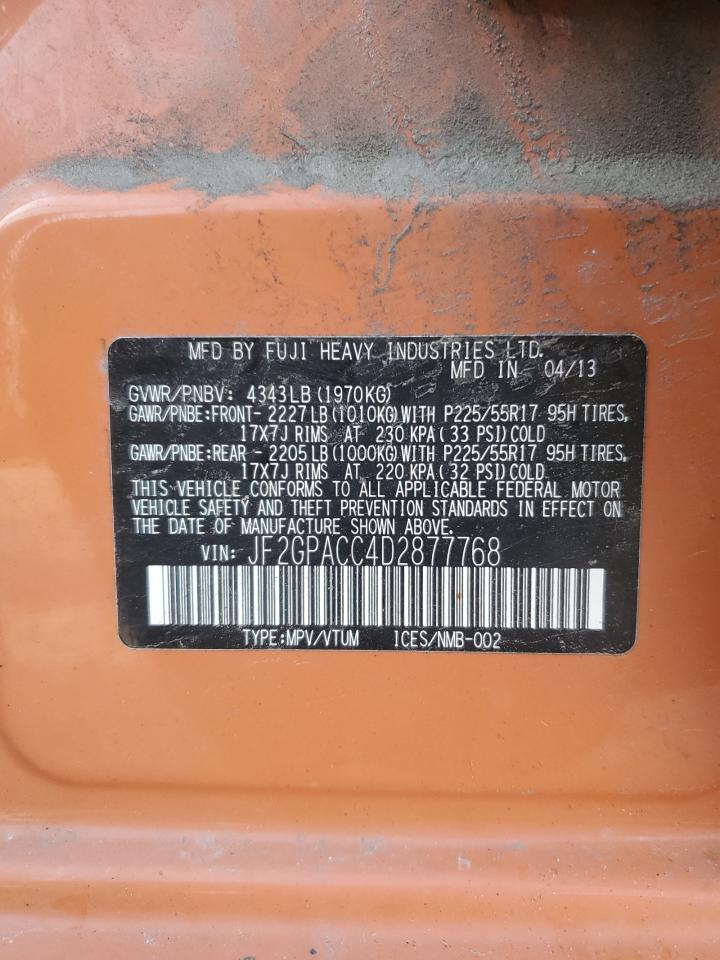 MFD BY FUJI HEAVY INDUSTRIES LTD.
MFD IN 04/13
GVWR/PNBV: 4343LB(1970KG)
GAWR/PNBE:FRONT- 2227LB(1010KG)WITH P225/55R17 95H TIRES,
17X7J RIMS AT 230 KPA(33 PSI)COLD
GAWR/PNBE:REAR - 2205LB(1000KG)WITH P225/55R17 95H TIRES,
17X7J RIMS AT 220 KPA(32 PSI)COLD
THIS VEHICLE CONFORMS TO ALL APPLICABLE FEDERAL MOTOR
VEHICLE SAFETY AND THEFT PREVENTION STANDARDS IN EFFECT ON
THE DATE OF MANUFACTURE SHOWN ABOVE.
VIN: JF2GPACC4D2877768
TYPE:MPV/VTUM ICES/NMB-002